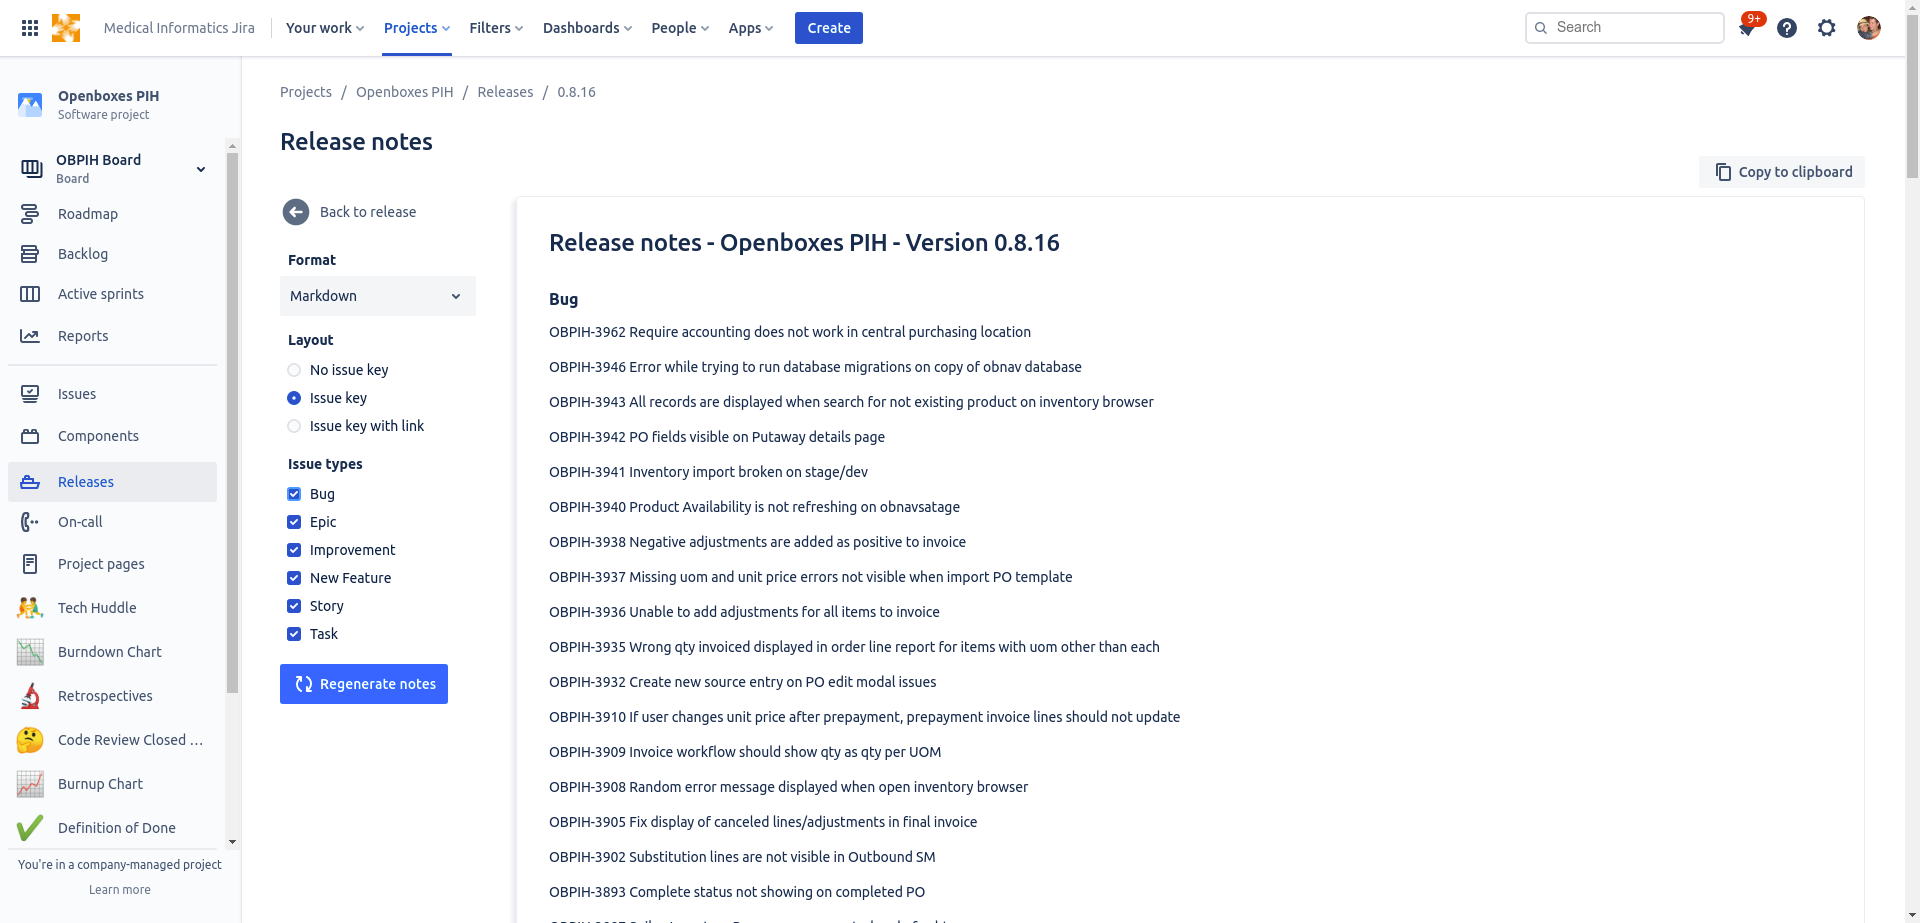 Medical Informatics Jira
Your work
Projects
Filters
Dashboards
People
Apps
Create
Search
9+
Openboxes PIH
Software project
OBPIH Board
Board
Roadmap
Backlog
Active sprints
Reports
Issues
Components
Releases
On-call
Project pages
Tech Huddle
Burndown Chart
Retrospectives
Code Review Closed ...
Burnup Chart
Definition of Done
You're in a company-managed project
Learn more
Projects / Openboxes PIH / Releases / 0.8.16
Release notes
Copy to clipboard
Back to release
Format
Markdown
Layout
No issue key
Issue key
Issue key with link
Issue types
Bug
Epic
Improvement
New Feature
Story
Task
Regenerate notes
Release notes - Openboxes PIH - Version 0.8.16
Bug
OBPIH-3962 Require accounting does not work in central purchasing location
OBPIH-3946 Error while trying to run database migrations on copy of obnav database
OBPIH-3943 All records are displayed when search for not existing product on inventory browser
OBPIH-3942 PO fields visible on Putaway details page
OBPIH-3941 Inventory import broken on stage/dev
OBPIH-3940 Product Availability is not refreshing on obnavsatage
OBPIH-3938 Negative adjustments are added as positive to invoice
OBPIH-3937 Missing uom and unit price errors not visible when import PO template
OBPIH-3936 Unable to add adjustments for all items to invoice
OBPIH-3935 Wrong qty invoiced displayed in order line report for items with uom other than each
OBPIH-3932 Create new source entry on PO edit modal issues
OBPIH-3910 If user changes unit price after prepayment, prepayment invoice lines should not update
OBPIH-3909 Invoice workflow should show qty as qty per UOM
OBPIH-3908 Random error message displayed when open inventory browser
OBPIH-3905 Fix display of canceled lines/adjustments in final invoice
OBPIH-3902 Substitution lines are not visible in Outbound SM
OBPIH-3893 Complete status not showing on completed PO